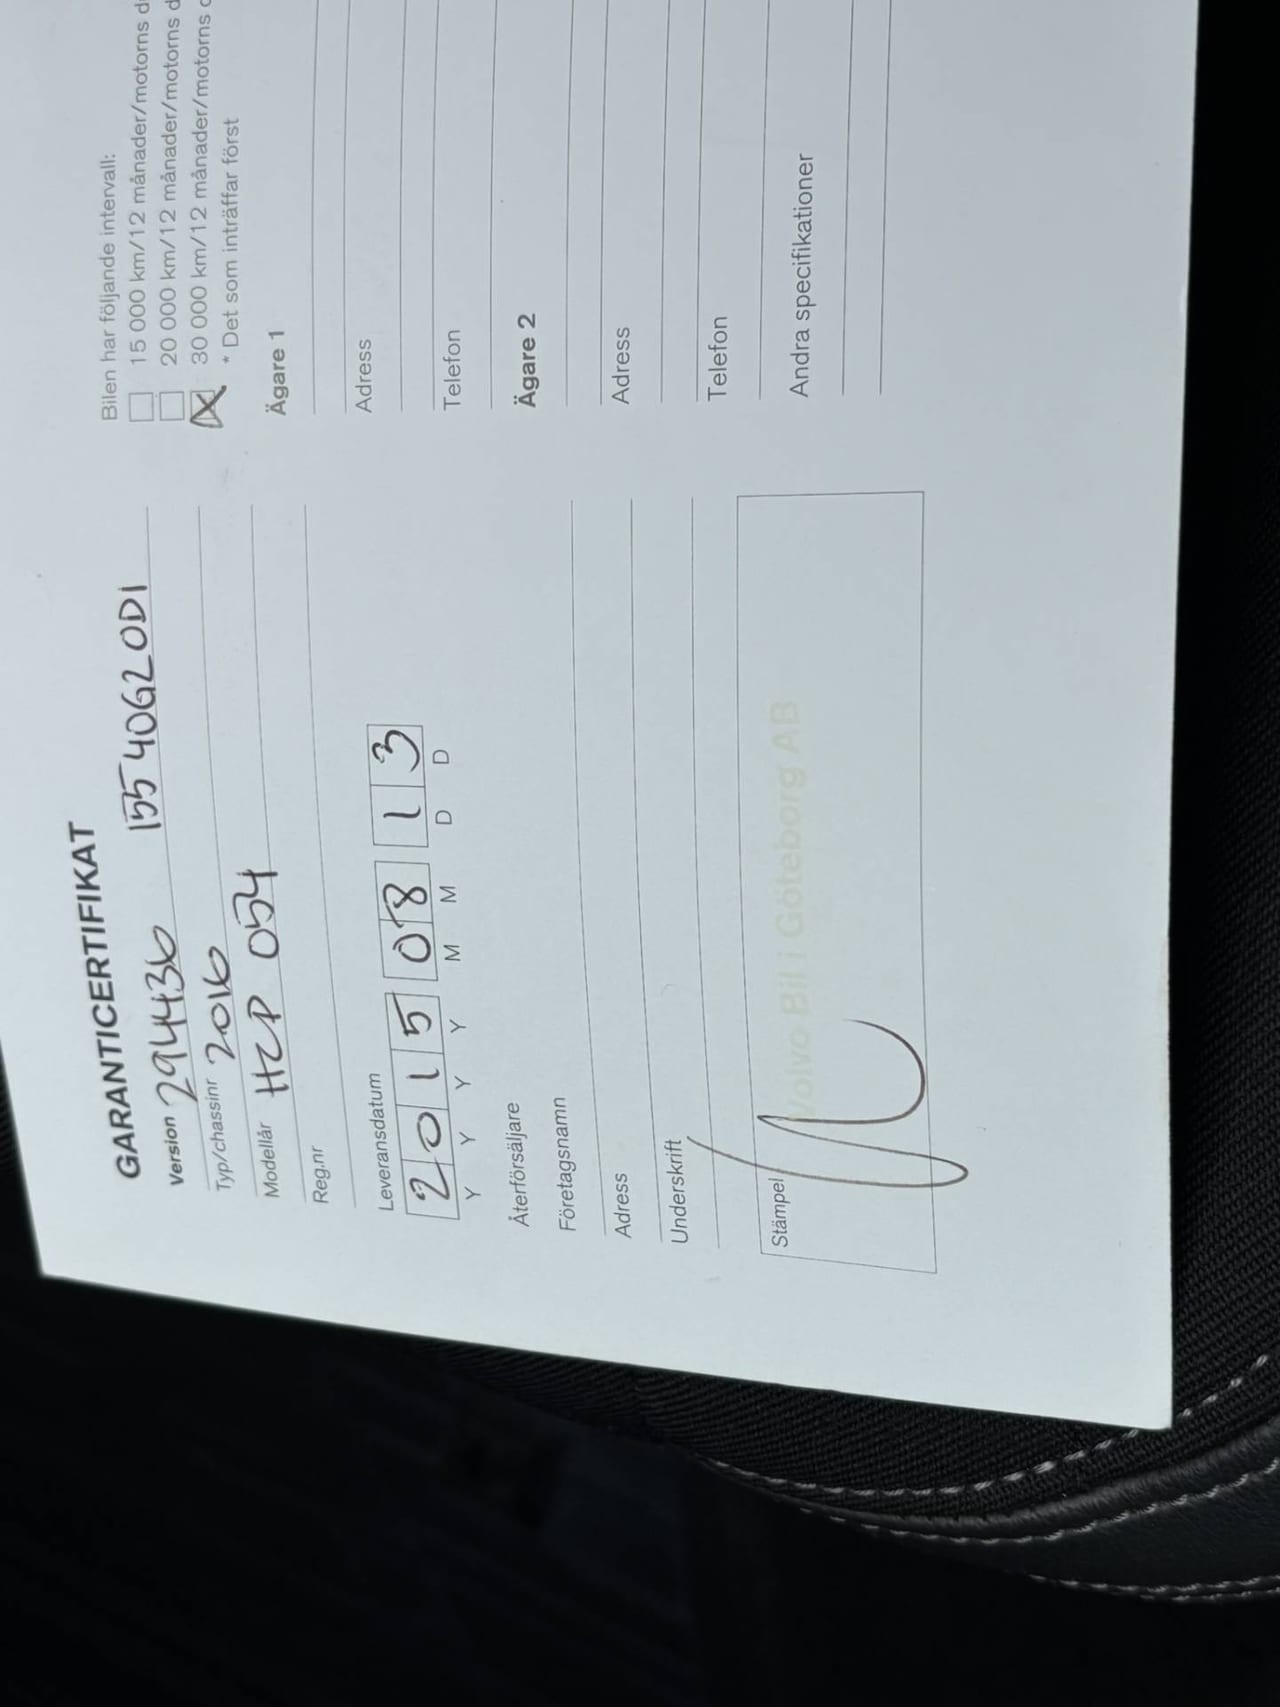 GARANTICERTIFIKAT
Version 294436 155 40G20D1
Typ/chassinr 2016
Modellår HCP 054
Reg.nr
Leveransdatum
2 0 1 5 0 8 1 3
Y Y Y Y M M D D
Återförsäljare
Företagsnamn
Adress
Underskrift
Stämpel
Volvo Bil i Göteborg AB
Bilen har följande intervall:
15 000 km/12 månader/motorns
20 000 km/12 månader/motorns
30 000 km/12 månader/motorns
* Det som inträffar först
Ägare 1
Adress
Telefon
Ägare 2
Adress
Telefon
Andra specifikationer